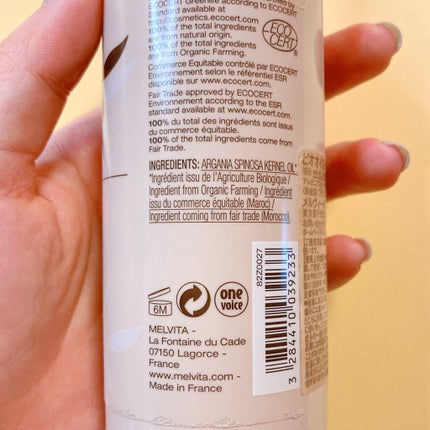 ECOCERT Greenlife according to ECOCERT
Standard available at
http://cosmetics.ecocert.com
100% of the total ingredients
are from natural origin.
100% of the total ingredients
are from Organic Farming.
ECO
CERT
Commerce Equitable contrôlé par ECOCERT
Environnement selon le référentiel ESR
disponible sur www.ecocert.com.
Fair Trade approved by ECOCERT
Environnement according to the ESR
standard available at www.ecocert.com.
100% du total des ingrédients sont issus
du commerce équitable.
100% of the total ingredients come from
Fair Trade.
INGREDIENTS: ARGANIA SPINOSA KERNEL OIL*.
*Ingrédient issu de l'Agriculture Biologique /
Ingredient from Organic Farming / Ingrédient
issu du commerce équitable (Maroc) /
Ingredient coming from fair trade (Morocco).
6M
one
voice
MELVITA -
La Fontaine du Cade
07150 Lagorce -
France
www.melvita.com -
Made in France
82Z0027
3 284410 039233